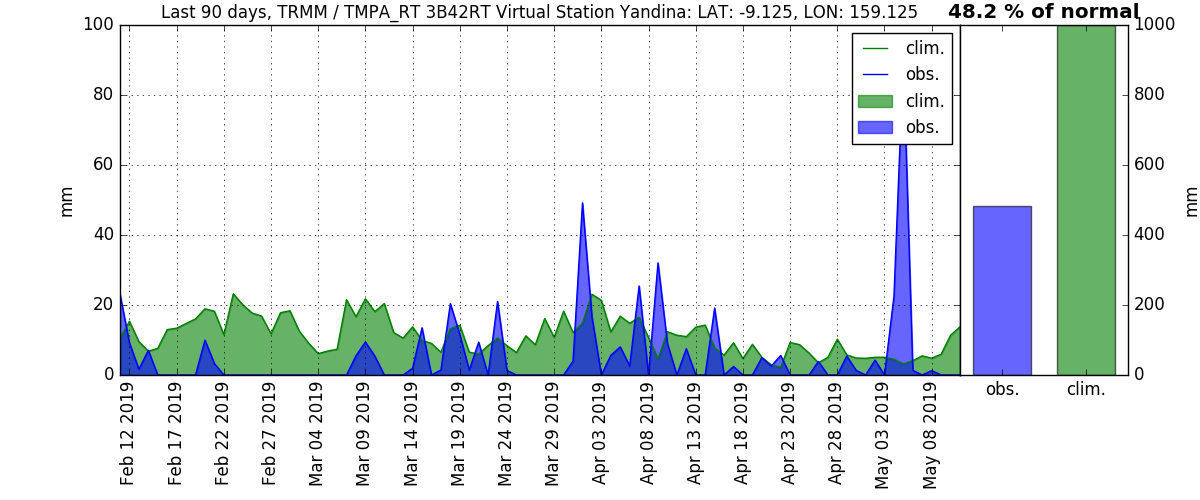 Last 90 days, TRMM / TMPA_RT 3B42RT Virtual Station Yandina: LAT: -9.125, LON: 159.125
48.2 % of normal
100
80
60
40
20
0
mm
clim.
obs.
clim.
obs.
1000
800
600
400
200
0
mm
obs.
clim.
Feb 12 2019
Feb 17 2019
Feb 22 2019
Feb 27 2019
Mar 04 2019
Mar 09 2019
Mar 14 2019
Mar 19 2019
Mar 24 2019
Mar 29 2019
Apr 03 2019
Apr 08 2019
Apr 13 2019
Apr 18 2019
Apr 23 2019
Apr 28 2019
May 03 2019
May 08 2019